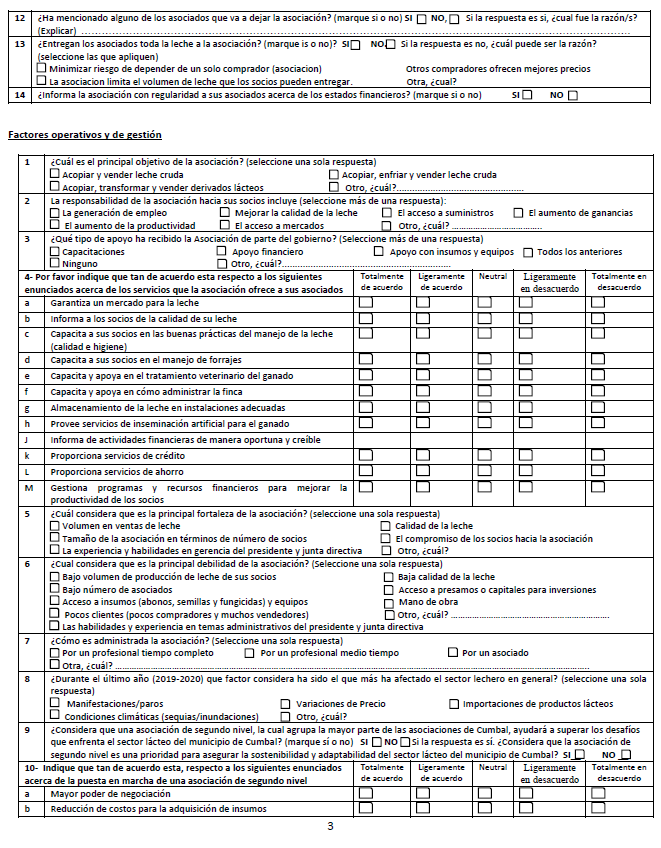 12 ¿Ha mencionado alguno de los asociados que va a dejar la asociación? (marque si o no) SI ☐ NO, ☐ Si la respuesta es si, ¿cual fue la razón/s?
(Explicar) ...........................................................................................................................
13 ¿Entregan los asociados toda la leche a la asociación? (marque is o no)? SI☐ NO☐ Si la respuesta es no, ¿cuál puede ser la razón?
(seleccione las que apliquen)
☐ Minimizar riesgo de depender de un solo comprador (asociacion) Otros compradores ofrecen mejores precios
☐ La asociacion limita el volumen de leche que los socios pueden entregar. Otra, ¿cual?
14 ¿Informa la asociación con regularidad a sus asociados acerca de los estados financieros? (marque si o no) SI☐ NO ☐
Factores operativos y de gestión
1 ¿Cuál es el principal objetivo de la asociación? (seleccione una sola respuesta)
☐ Acopiar y vender leche cruda ☐ Acopiar, enfriar y vender leche cruda
☐ Acopiar, transformar y vender derivados lácteos ☐ Otro, ¿cuál?...................................................
2 La responsabilidad de la asociación hacia sus socios incluye (seleccione más de una respuesta):
☐ La generación de empleo ☐ Mejorar la calidad de la leche ☐ El acceso a suministros ☐ El aumento de ganancias
☐ El aumento de la productividad ☐ El acceso a mercados ☐ Otro, ¿cuál? ....................................
3 ¿Qué tipo de apoyo ha recibido la Asociación de parte del gobierno? (Seleccione más de una respuesta)
☐ Capacitaciones ☐ Apoyo financiero ☐ Apoyo con insumos y equipos ☐ Todos los anteriores
☐ Ninguno ☐ Otro, ¿cuál?...................................................................................
4- Por favor indique que tan de acuerdo esta respecto a los siguientes Totalmente Ligeramente Neutral Ligeramente Totalmente en
enunciados acerca de los servicios que la asociación ofrece a sus asociados de acuerdo de acuerdo en desacuerdo desacuerdo
a Garantiza un mercado para la leche ☐ ☐ ☐ ☐ ☐
b Informa a los socios de la calidad de su leche ☐ ☐ ☐ ☐ ☐
c Capacita a sus socios en las buenas prácticas del manejo de la leche ☐ ☐ ☐ ☐ ☐
(calidad e higiene)
d Capacita a sus socios en el manejo de forrajes ☐ ☐ ☐ ☐ ☐
e Capacita y apoya en el tratamiento veterinario del ganado ☐ ☐ ☐ ☐ ☐
f Capacita y apoya en cómo administrar la finca ☐ ☐ ☐ ☐ ☐
g Almacenamiento de la leche en instalaciones adecuadas ☐ ☐ ☐ ☐ ☐
h Provee servicios de inseminación artificial para el ganado ☐ ☐ ☐ ☐ ☐
J Informa de actividades financieras de manera oportuna y creíble
k Proporciona servicios de crédito ☐ ☐ ☐ ☐ ☐
L Proporciona servicios de ahorro ☐ ☐ ☐ ☐ ☐
M Gestiona programas y recursos financieros para mejorar la ☐ ☐ ☐ ☐ ☐
productividad de los socios
5 ¿Cuál considera que es la principal fortaleza de la asociación? (seleccione una sola respuesta)
☐ Volumen en ventas de leche ☐ Calidad de la leche
☐ Tamaño de la asociación en términos de número de socios ☐ El compromiso de los socios hacia la asociación
☐ La experiencia y habilidades en gerencia del presidente y junta directiva ☐ Otro, ¿cuál?
6 ¿Cual considera que es la principal debilidad de la asociación? (Seleccione una sola respuesta)
☐ Bajo volumen de producción de leche de sus socios ☐ Baja calidad de la leche
☐ Bajo número de asociados ☐ Acceso a presamos o capitales para inversiones
☐ Acceso a insumos (abonos, semillas y fungicidas) y equipos ☐ Mano de obra
☐ Pocos clientes (pocos compradores y muchos vendedores) ☐ Otro, ¿cuál? ...............................................................
☐ Las habilidades y experiencia en temas administrativos del presidente y junta directiva
7 ¿Cómo es administrada la asociación? (Seleccione una sola respuesta)
☐ Por un profesional tiempo completo ☐ Por un profesional medio tiempo ☐ Por un asociado
☐ Otra, ¿cuál? ...........................................................................................................................
8 ¿Durante el último año (2019-2020) que factor considera ha sido el que más ha afectado el sector lechero en general? (seleccione una sola
respuesta)
☐ Manifestaciones/paros ☐ Variaciones de Precio ☐ Importaciones de productos lácteos
☐ Condiciones climáticas (sequias/inundaciones) ☐ Otro, ¿cuál?
9 ¿Considera que una asociación de segundo nivel, la cual agrupa la mayor parte de las asociaciones de Cumbal, ayudará a superar los desafíos
que enfrenta el sector lácteo del municipio de Cumbal? (marque sí o no) SI ☐ NO ☐Si la respuesta es sí. ¿Considera que la asociación de
segundo nivel es una prioridad para asegurar la sostenibilidad y adaptabilidad del sector lácteo del municipio de Cumbal? SI ☐ NO ☐
10- Indique que tan de acuerdo esta, respecto a los siguientes enunciados Totalmente Ligeramente Neutral Ligeramente Totalmente en
acerca de la puesta en marcha de una asociación de segundo nivel de acuerdo de acuerdo en desacuerdo desacuerdo
a Mayor poder de negociación ☐ ☐ ☐ ☐ ☐
b Reducción de costos para la adquisición de insumos ☐ ☐ ☐ ☐ ☐
3